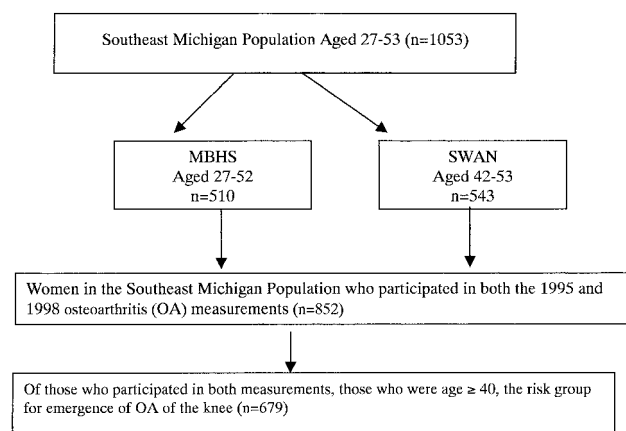 Southeast Michigan Population Aged 27-53 (n=1053)
MBHS
Aged 27-52
n=510
SWAN
Aged 42-53
n=543
Women in the Southeast Michigan Population who participated in both the 1995 and
1998 osteoarthritis (OA) measurements (n=852)
Of those who participated in both measurements, those who were age ≥ 40, the risk group
for emergence of OA of the knee (n=679)